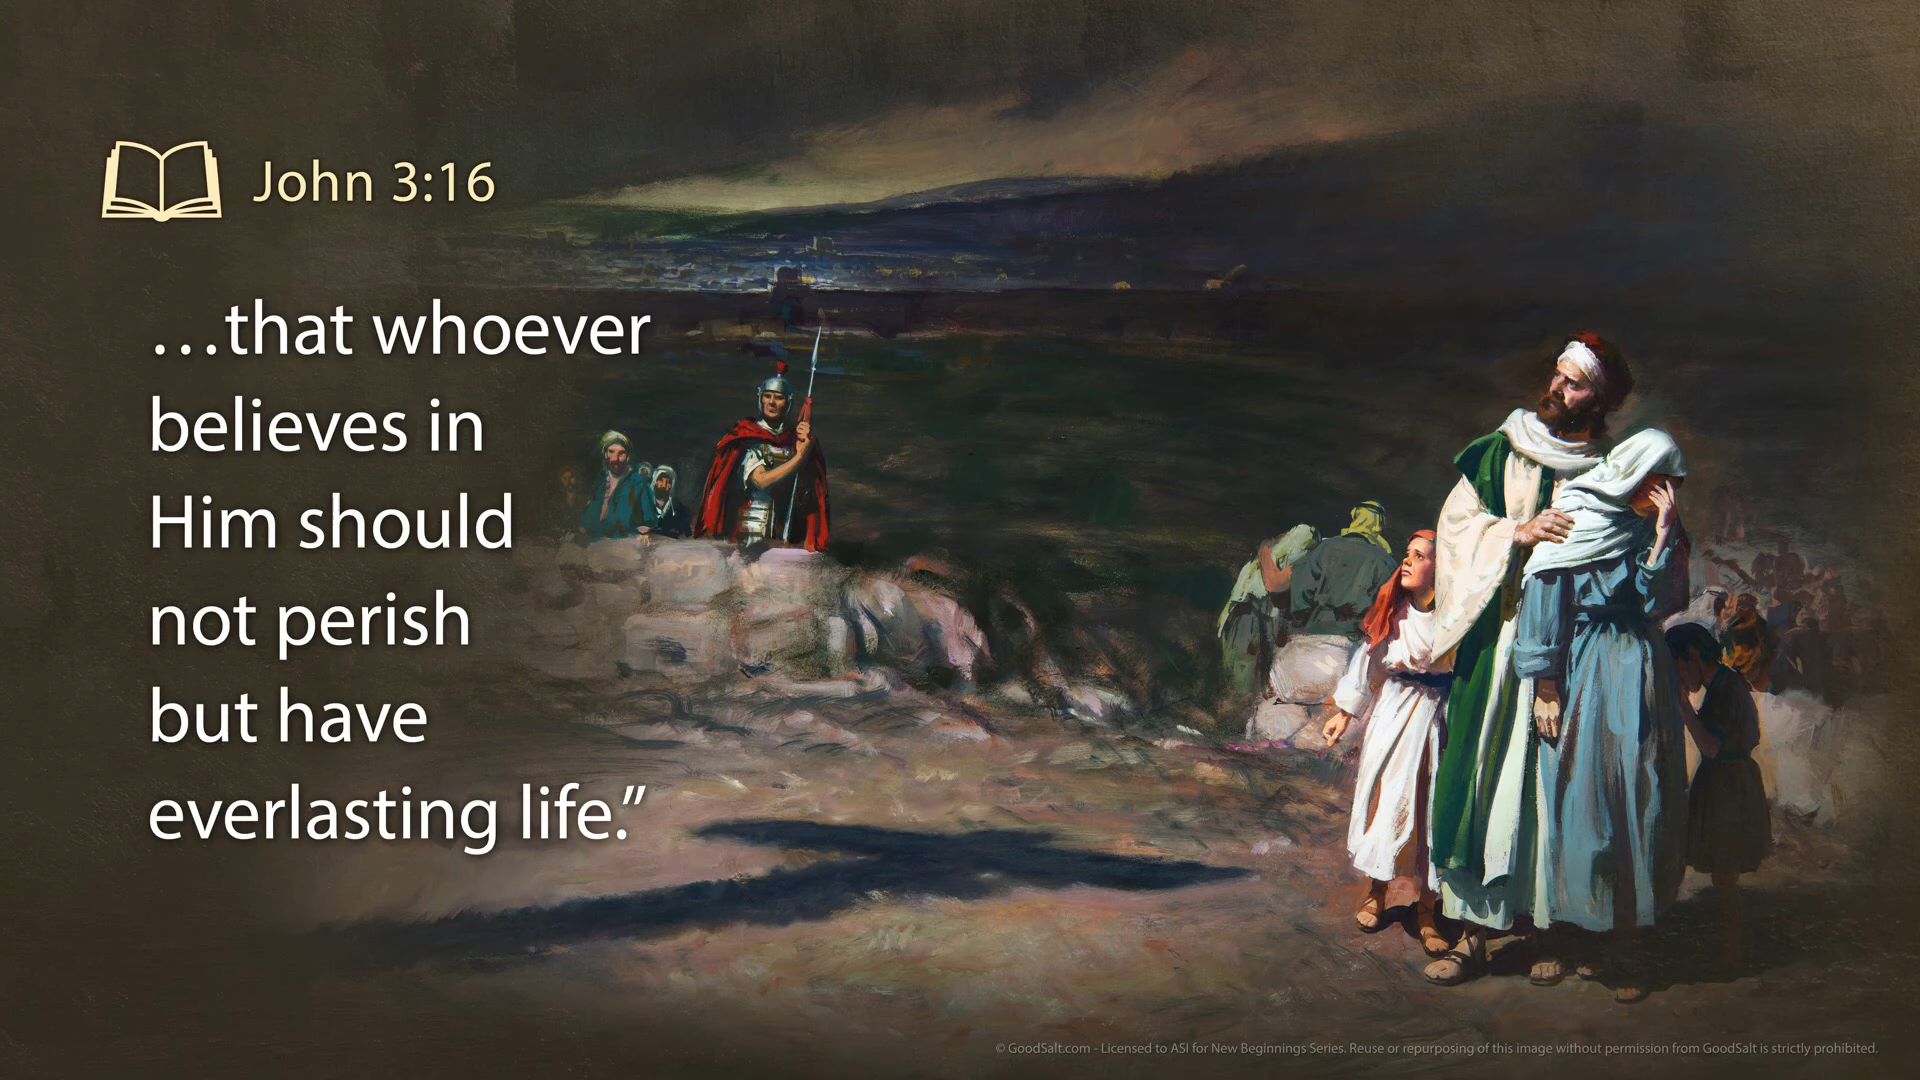 John 3:16
…that whoever
believes in
Him should
not perish
but have
everlasting life.”
© GoodSalt.com - Licensed to ASI for New Beginnings Series. Reuse or repurposing of this image without permission from GoodSalt is strictly prohibited.